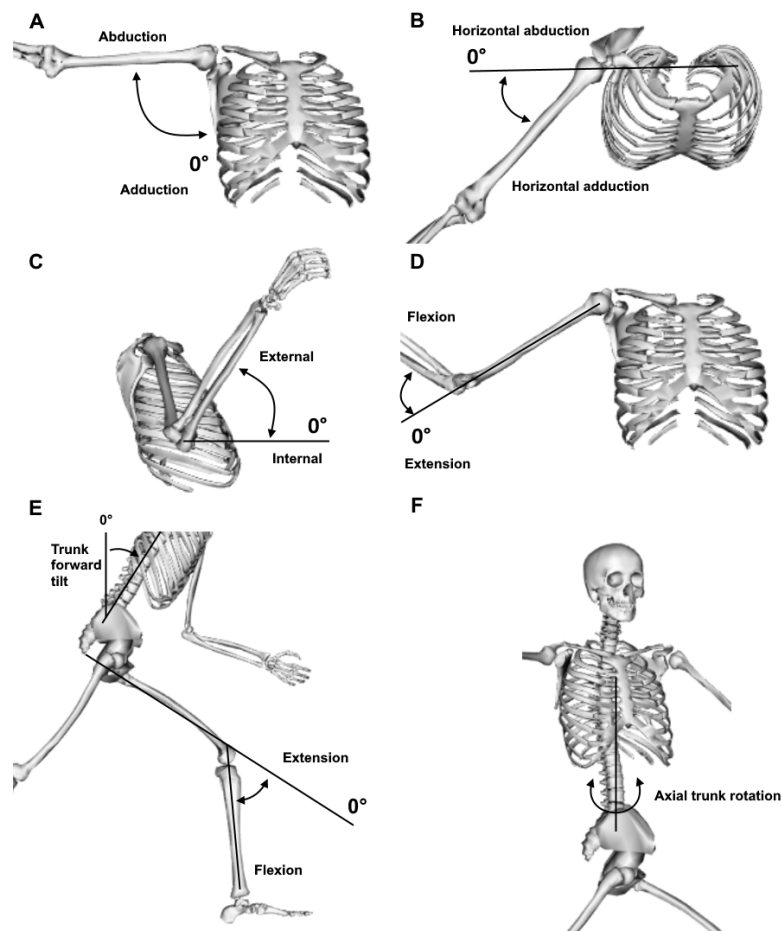 A
Abduction
0°
Adduction
B
Horizontal abduction
0°
Horizontal adduction
C
External
0°
Internal
D
Flexion
0°
Extension
E
0°
Trunk
forward
tilt
Extension
0°
Flexion
F
Axial trunk rotation